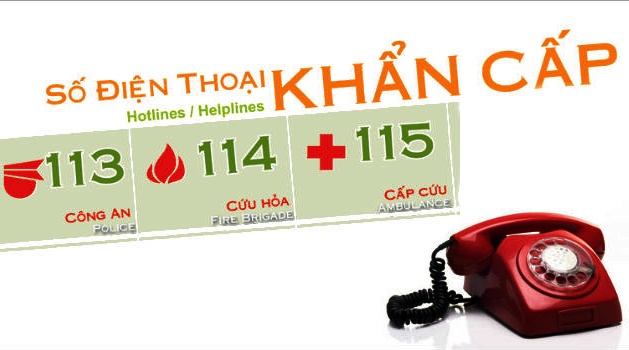 SỐ ĐIỆN THOẠI KHẨN CẤP
Hotlines / Helplines
113 114 115
CÔNG AN CỨU HỎA CẤP CỨU
POLICE FIRE BRIGADE AMBULANCE